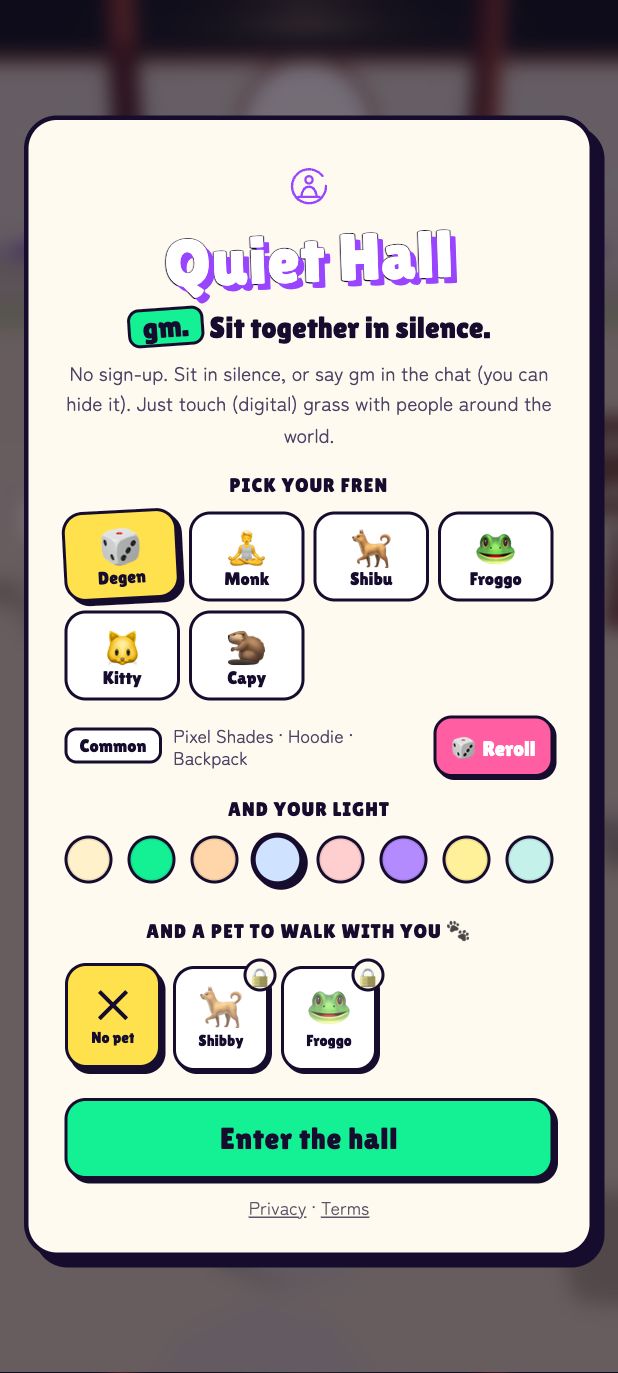 Quiet Hall
gm. Sit together in silence.
No sign-up. Sit in silence, or say gm in the chat (you can
hide it). Just touch (digital) grass with people around the
world.
PICK YOUR FREN
Degen Monk Shibu Froggo
Kitty Capy
Common Pixel Shades · Hoodie ·
Backpack
Reroll
AND YOUR LIGHT
AND A PET TO WALK WITH YOU
No pet Shibby Froggo
Enter the hall
Privacy · Terms